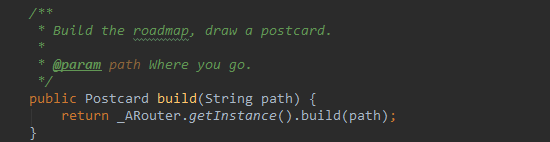 /**
 * Build the roadmap, draw a postcard.
 *
 * @param path Where you go.
 */
public Postcard build(String path) {
    return _ARouter.getInstance().build(path);
}